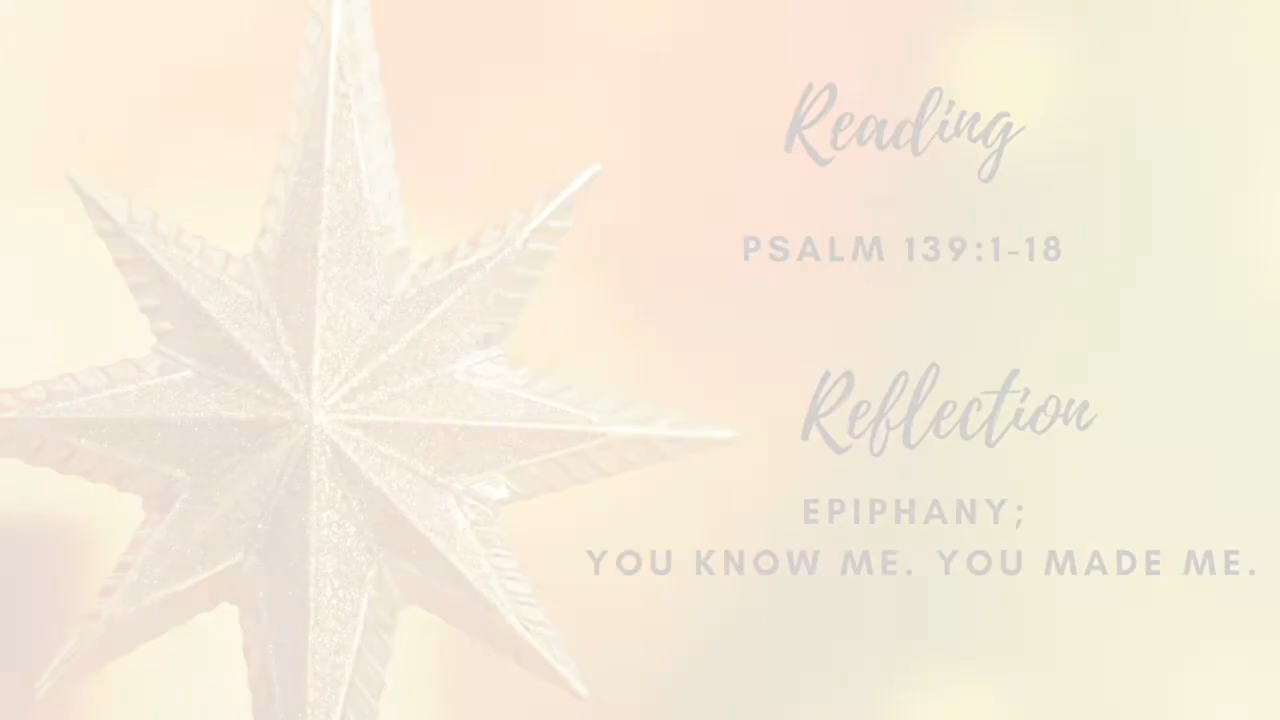 Reading
PSALM 139:1-18
Reflection
EPIPHANY;
YOU KNOW ME. YOU MADE ME.